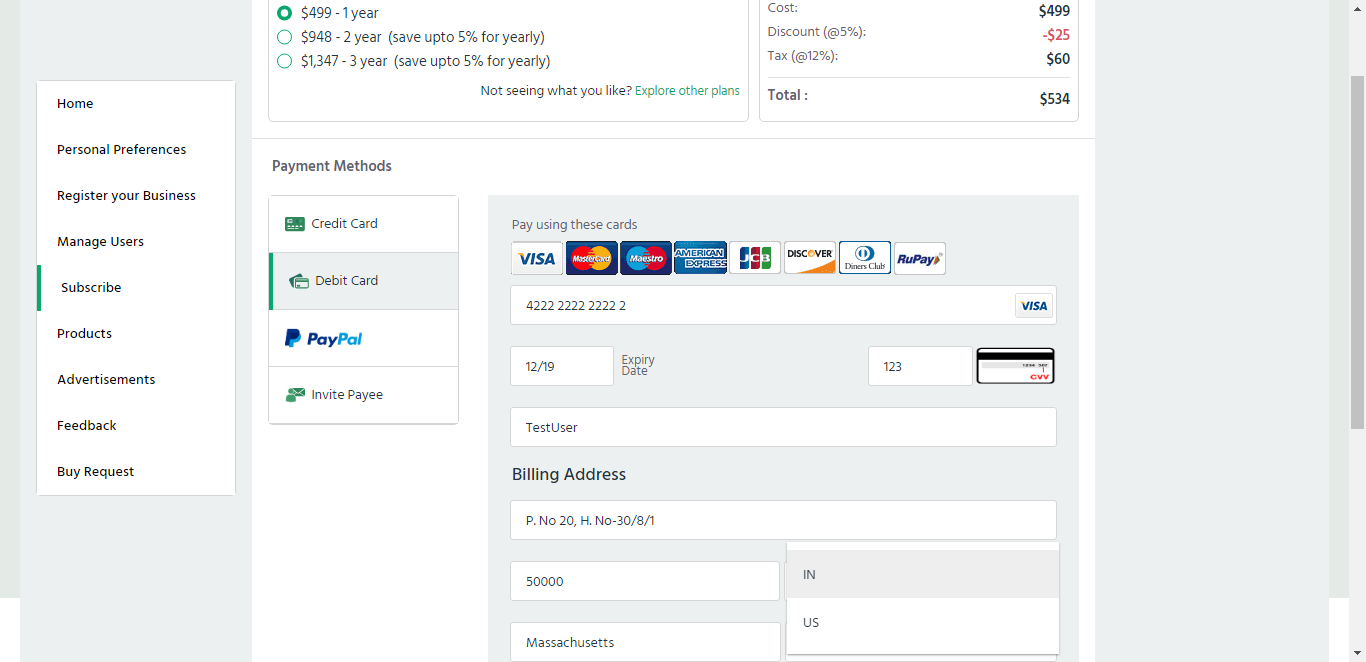 $499 - 1 year
$948 - 2 year (save upto 5% for yearly)
$1,347 - 3 year (save upto 5% for yearly)
Not seeing what you like? Explore other plans
Cost: $499
Discount (@5%): -$25
Tax (@12%): $60
Total : $534
Home
Personal Preferences
Register your Business
Manage Users
Subscribe
Products
Advertisements
Feedback
Buy Request
Payment Methods
Credit Card
Debit Card
PayPal
Invite Payee
Pay using these cards
VISA MasterCard Maestro AMERICAN EXPRESS JCB DISCOVER Diners Club RuPay
4222 2222 2222 2 VISA
12/19 Expiry Date 123 CVV
TestUser
Billing Address
P. No 20, H. No-30/8/1
50000
IN
US
Massachusetts